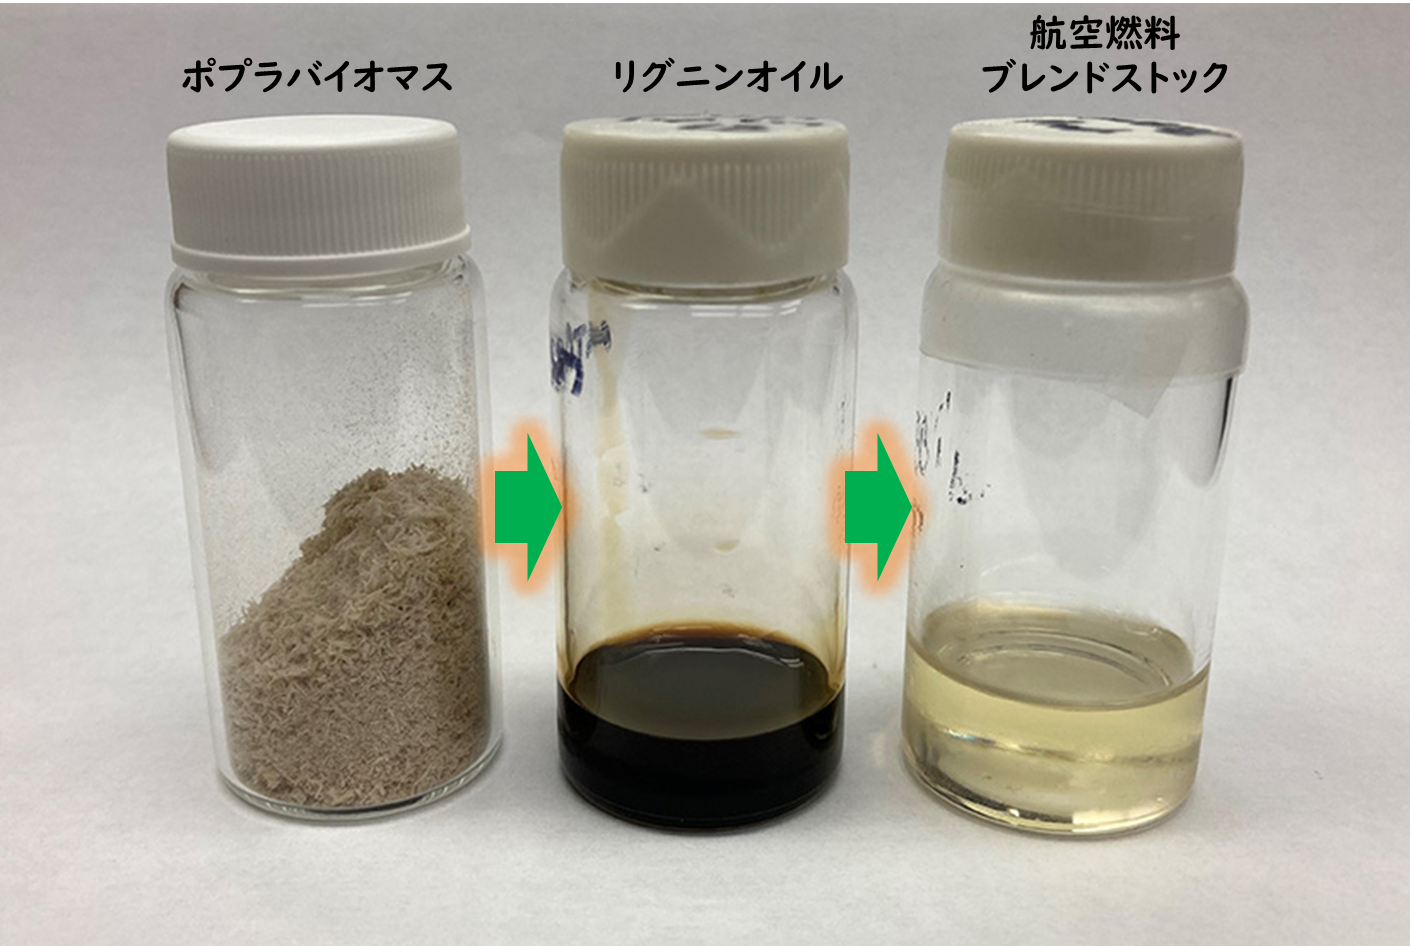 ポプラバイオマス
リグニンオイル
航空燃料
ブレンドストック